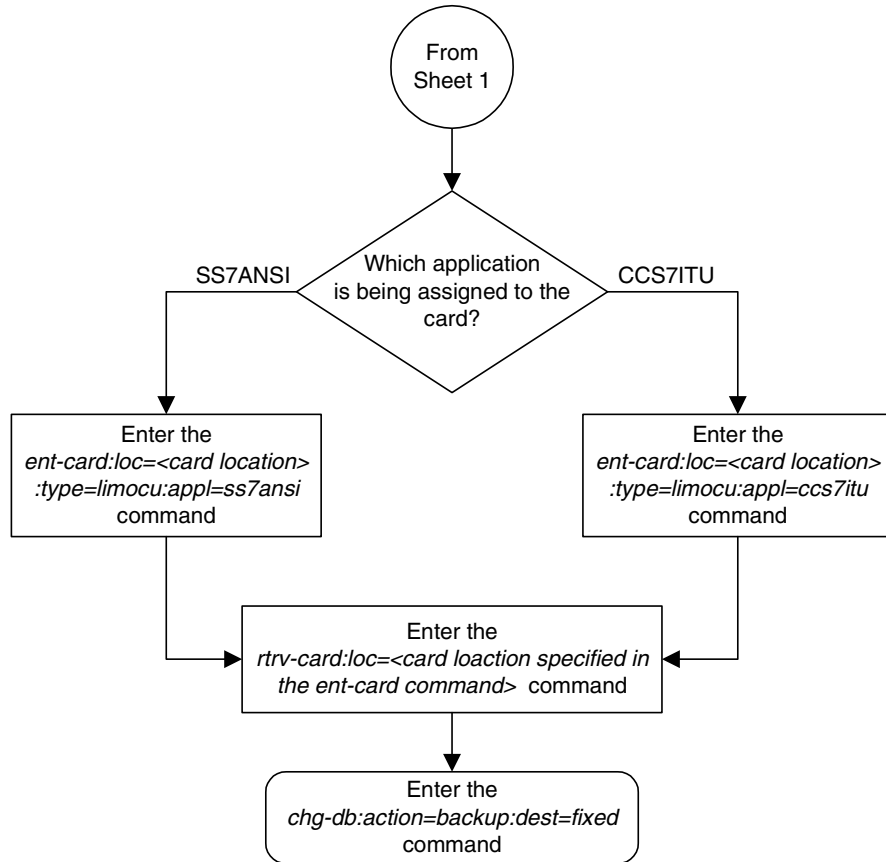 From
Sheet 1
Which application
is being assigned to the
card?
SS7ANSI
CCS7ITU
Enter the
ent-card:loc=<card location>
:type=limocu:appl=ss7ansi
command
Enter the
ent-card:loc=<card location>
:type=limocu:appl=ccs7itu
command
Enter the
rtrv-card:loc=<card loaction specified in
the ent-card command> command
Enter the
chg-db:action=backup:dest=fixed
command